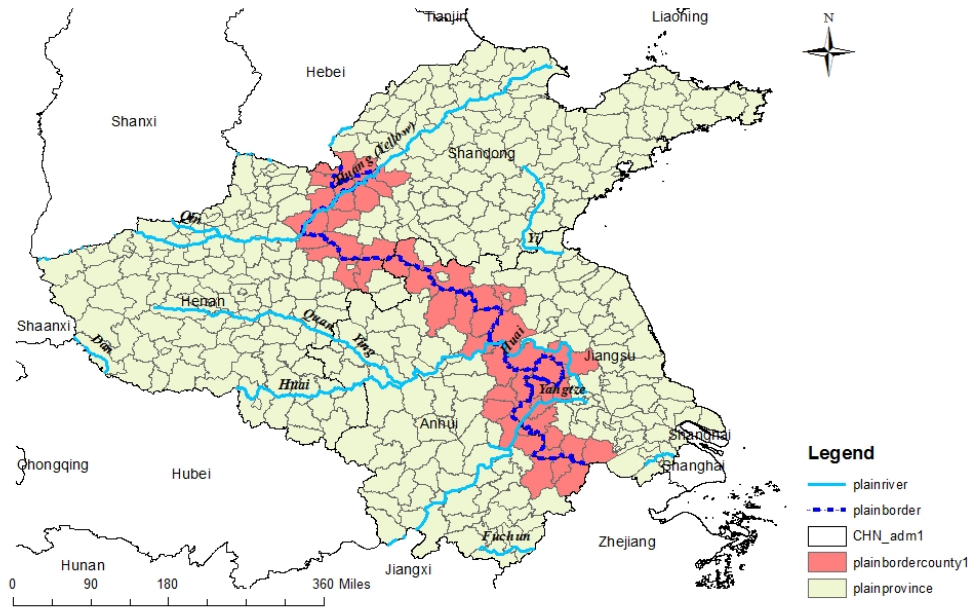 Tianjin
Liaoning
N
Hebei
Shanxi
Huang (Yellow)
Shandong
Qin
Yi
Henan
Shaanxi
Dan
Quan
Ying
Huai
Huai
Jiangsu
Yangtze
Anhui
Shanghai
Shanghai
Chongqing
Hubei
Fuchun
Zhejiang
Hunan
Jiangxi
0 90 180 360 Miles
Legend
plainriver
plainborder
CHN_adm1
plainbordercounty1
plainprovince